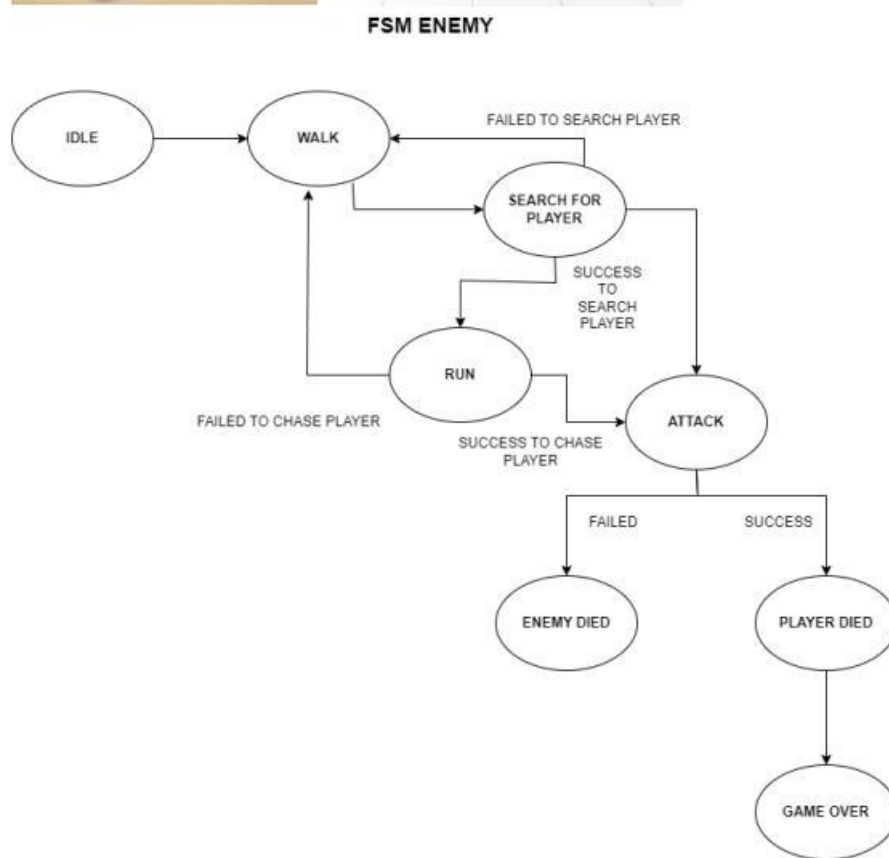 FSM ENEMY
IDLE
WALK
FAILED TO SEARCH PLAYER
SEARCH FOR
PLAYER
SUCCESS
TO
SEARCH
PLAYER
RUN
FAILED TO CHASE PLAYER
SUCCESS TO CHASE
PLAYER
ATTACK
FAILED
SUCCESS
ENEMY DIED
PLAYER DIED
GAME OVER